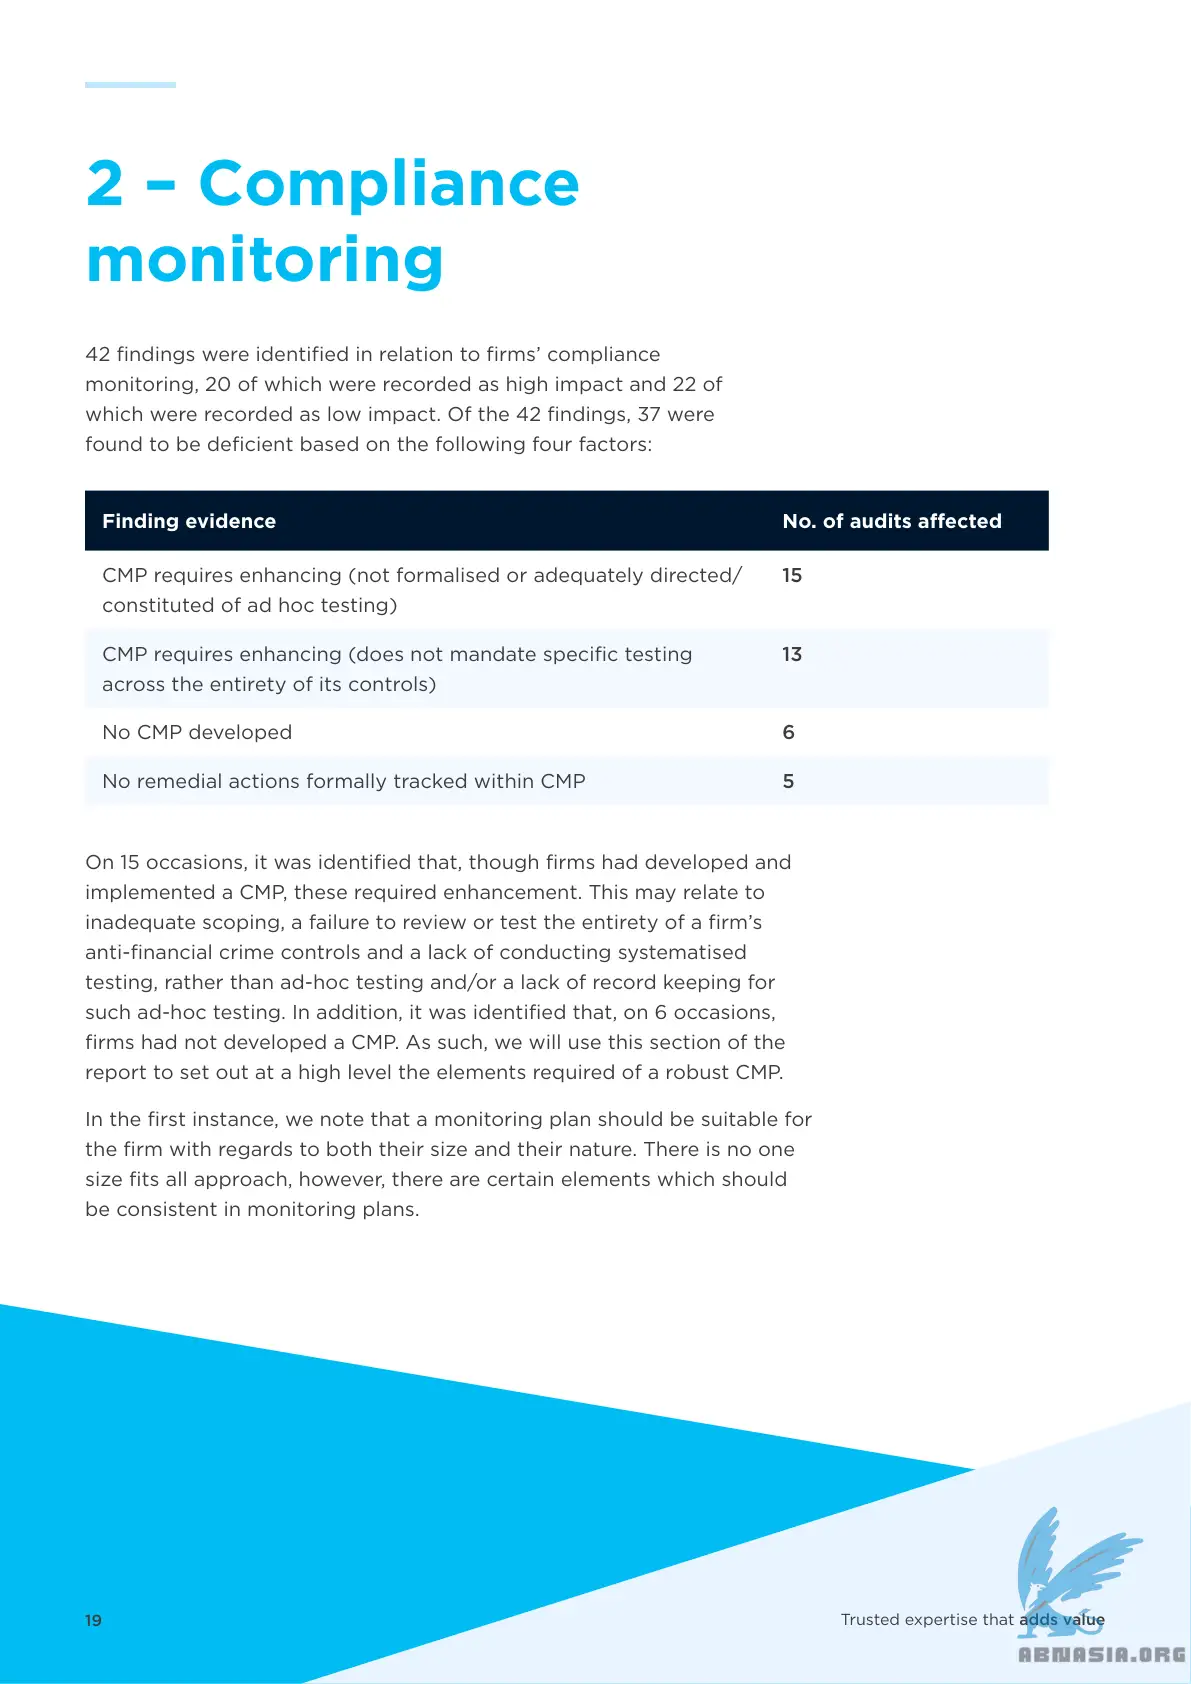 2 – Compliance
monitoring
42 findings were identified in relation to firms’ compliance
monitoring, 20 of which were recorded as high impact and 22 of
which were recorded as low impact. Of the 42 findings, 37 were
found to be deficient based on the following four factors:
Finding evidence No. of audits affected
CMP requires enhancing (not formalised or adequately directed/ 15
constituted of ad hoc testing)
CMP requires enhancing (does not mandate specific testing 13
across the entirety of its controls)
No CMP developed 6
No remedial actions formally tracked within CMP 5
On 15 occasions, it was identified that, though firms had developed and
implemented a CMP, these required enhancement. This may relate to
inadequate scoping, a failure to review or test the entirety of a firm’s
anti-financial crime controls and a lack of conducting systematised
testing, rather than ad-hoc testing and/or a lack of record keeping for
such ad-hoc testing. In addition, it was identified that, on 6 occasions,
firms had not developed a CMP. As such, we will use this section of the
report to set out at a high level the elements required of a robust CMP.
In the first instance, we note that a monitoring plan should be suitable for
the firm with regards to both their size and their nature. There is no one
size fits all approach, however, there are certain elements which should
be consistent in monitoring plans.
19 Trusted expertise that adds value
ABNASIA.ORG